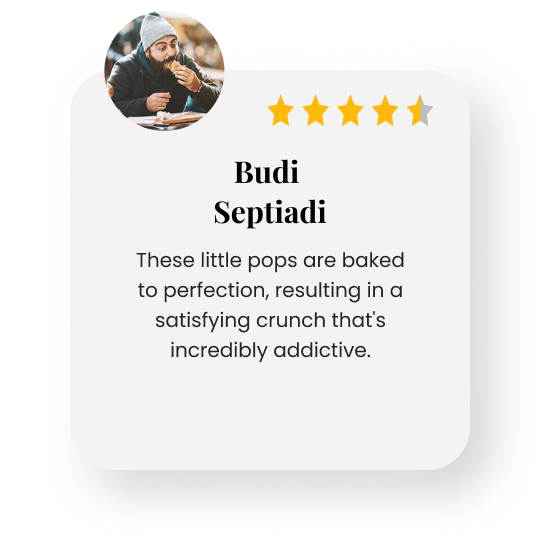 Budi
Septiadi
These little pops are baked
to perfection, resulting in a
satisfying crunch that's
incredibly addictive.